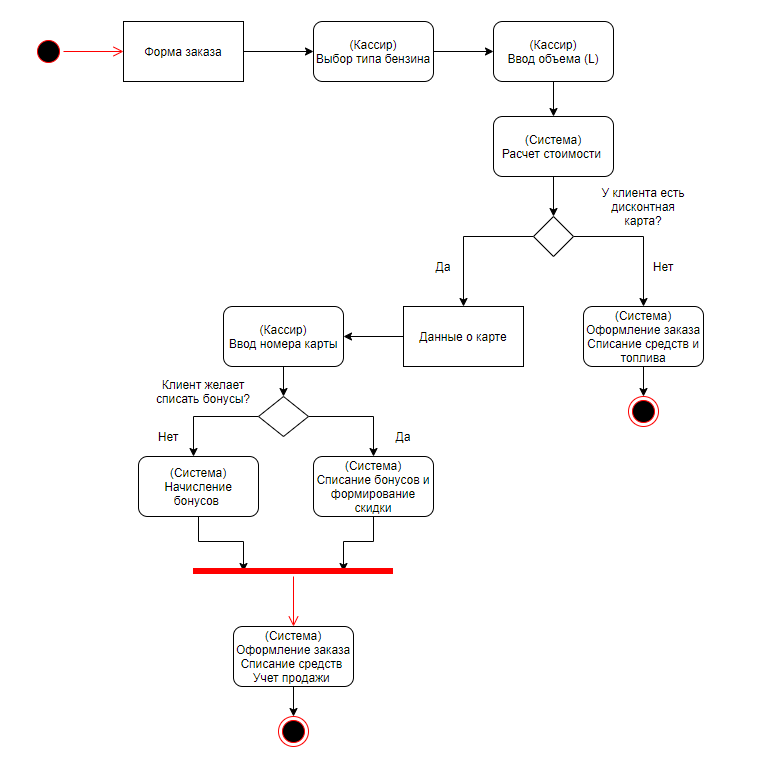 Форма заказа
(Кассир)
Выбор типа бензина
(Кассир)
Ввод объема (L)
(Система)
Расчет стоимости
У клиента есть
дисконтная
карта?
Да
Нет
(Кассир)
Ввод номера карты
Данные о карте
(Система)
Оформление заказа
Списание средств и
топлива
Клиент желает
списать бонусы?
Нет
Да
(Система)
Начисление
бонусов
(Система)
Списание бонусов и
формирование
скидки
(Система)
Оформление заказа
Списание средств
Учет продажи